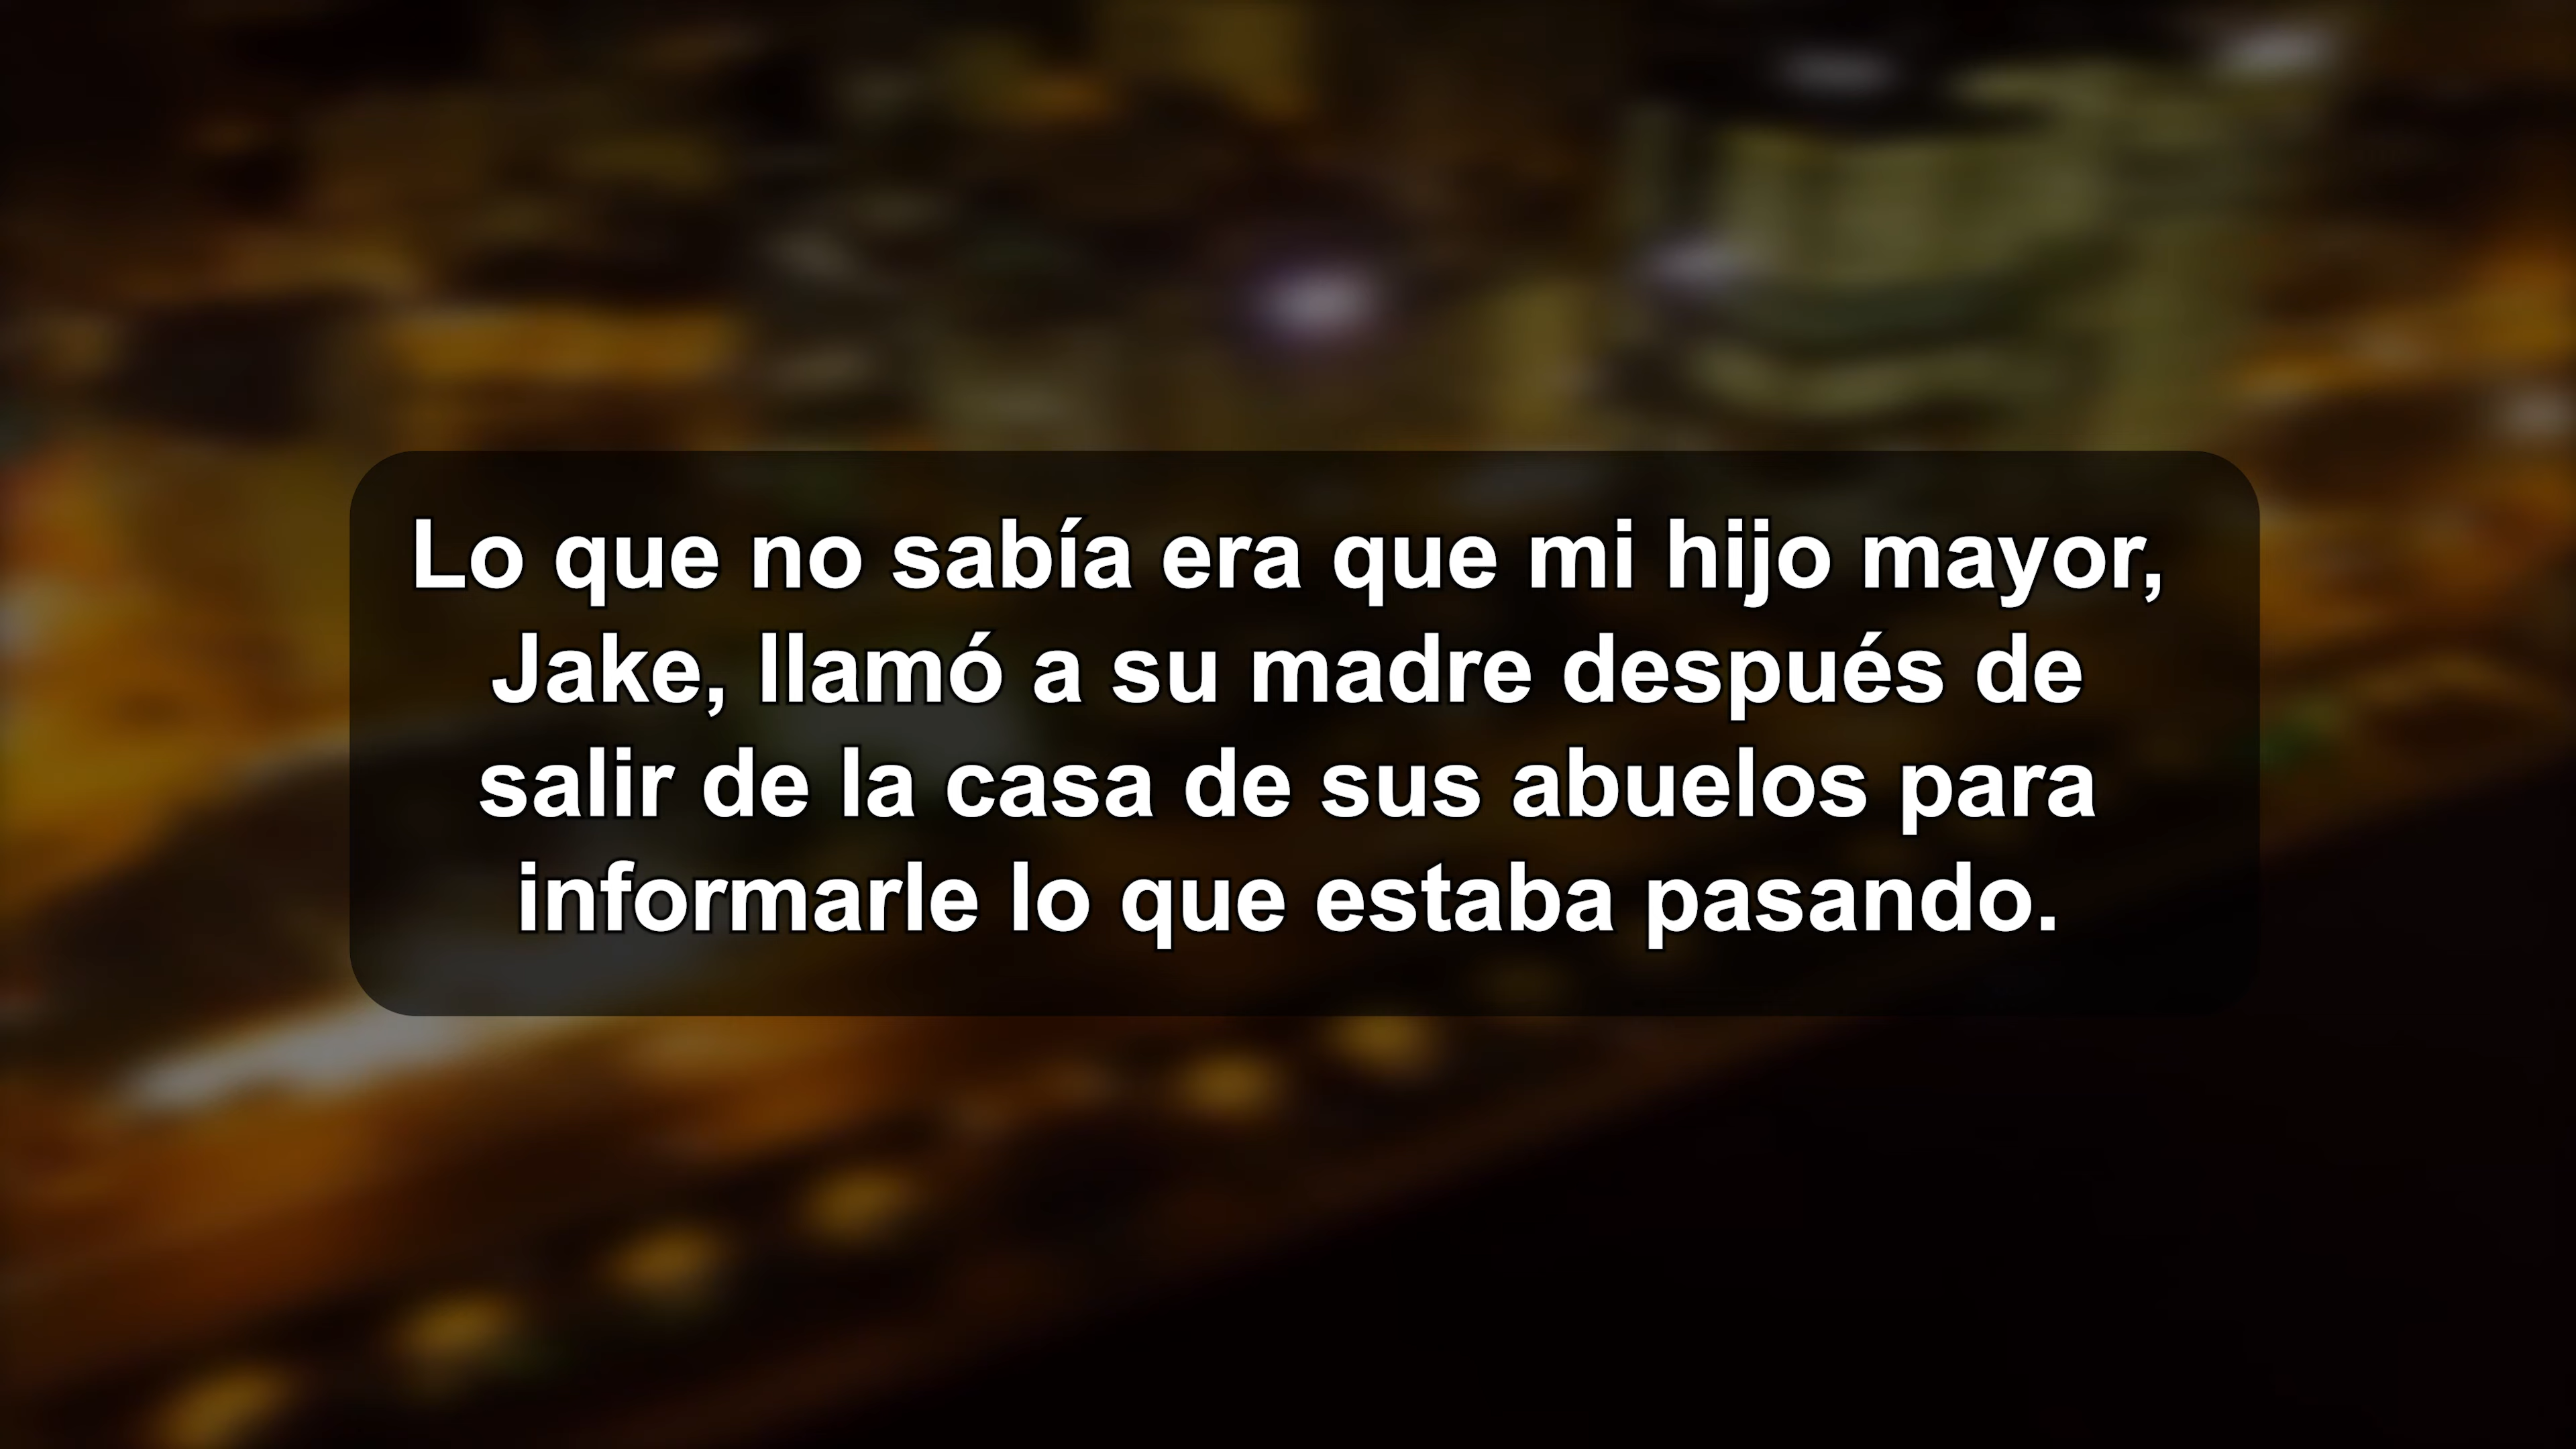 Lo que no sabía era que mi hijo mayor,
Jake, llamó a su madre después de
salir de la casa de sus abuelos para
informarle lo que estaba pasando.